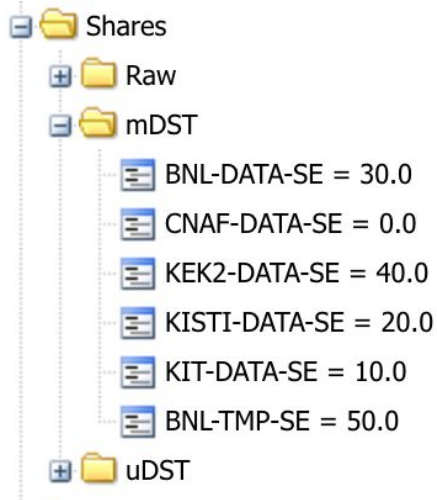 Shares
Raw
mDST
BNL-DATA-SE = 30.0
CNAF-DATA-SE = 0.0
KEK2-DATA-SE = 40.0
KISTI-DATA-SE = 20.0
KIT-DATA-SE = 10.0
BNL-TMP-SE = 50.0
uDST